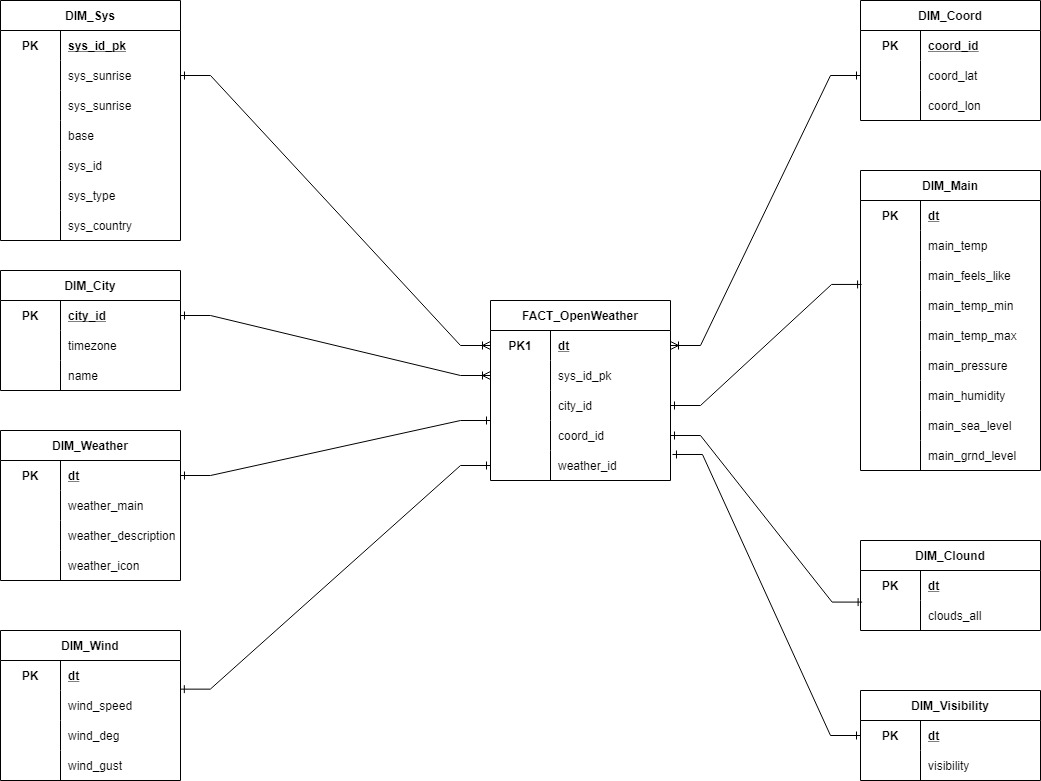 DIM_Sys
PK sys_id_pk
sys_sunrise
sys_sunrise
base
sys_id
sys_type
sys_country
DIM_City
PK city_id
timezone
name
DIM_Weather
PK dt
weather_main
weather_description
weather_icon
DIM_Wind
PK dt
wind_speed
wind_deg
wind_gust
FACT_OpenWeather
PK1 dt
sys_id_pk
city_id
coord_id
weather_id
DIM_Coord
PK coord_id
coord_lat
coord_lon
DIM_Main
PK dt
main_temp
main_feels_like
main_temp_min
main_temp_max
main_pressure
main_humidity
main_sea_level
main_grnd_level
DIM_Clound
PK dt
clouds_all
DIM_Visibility
PK dt
visibility